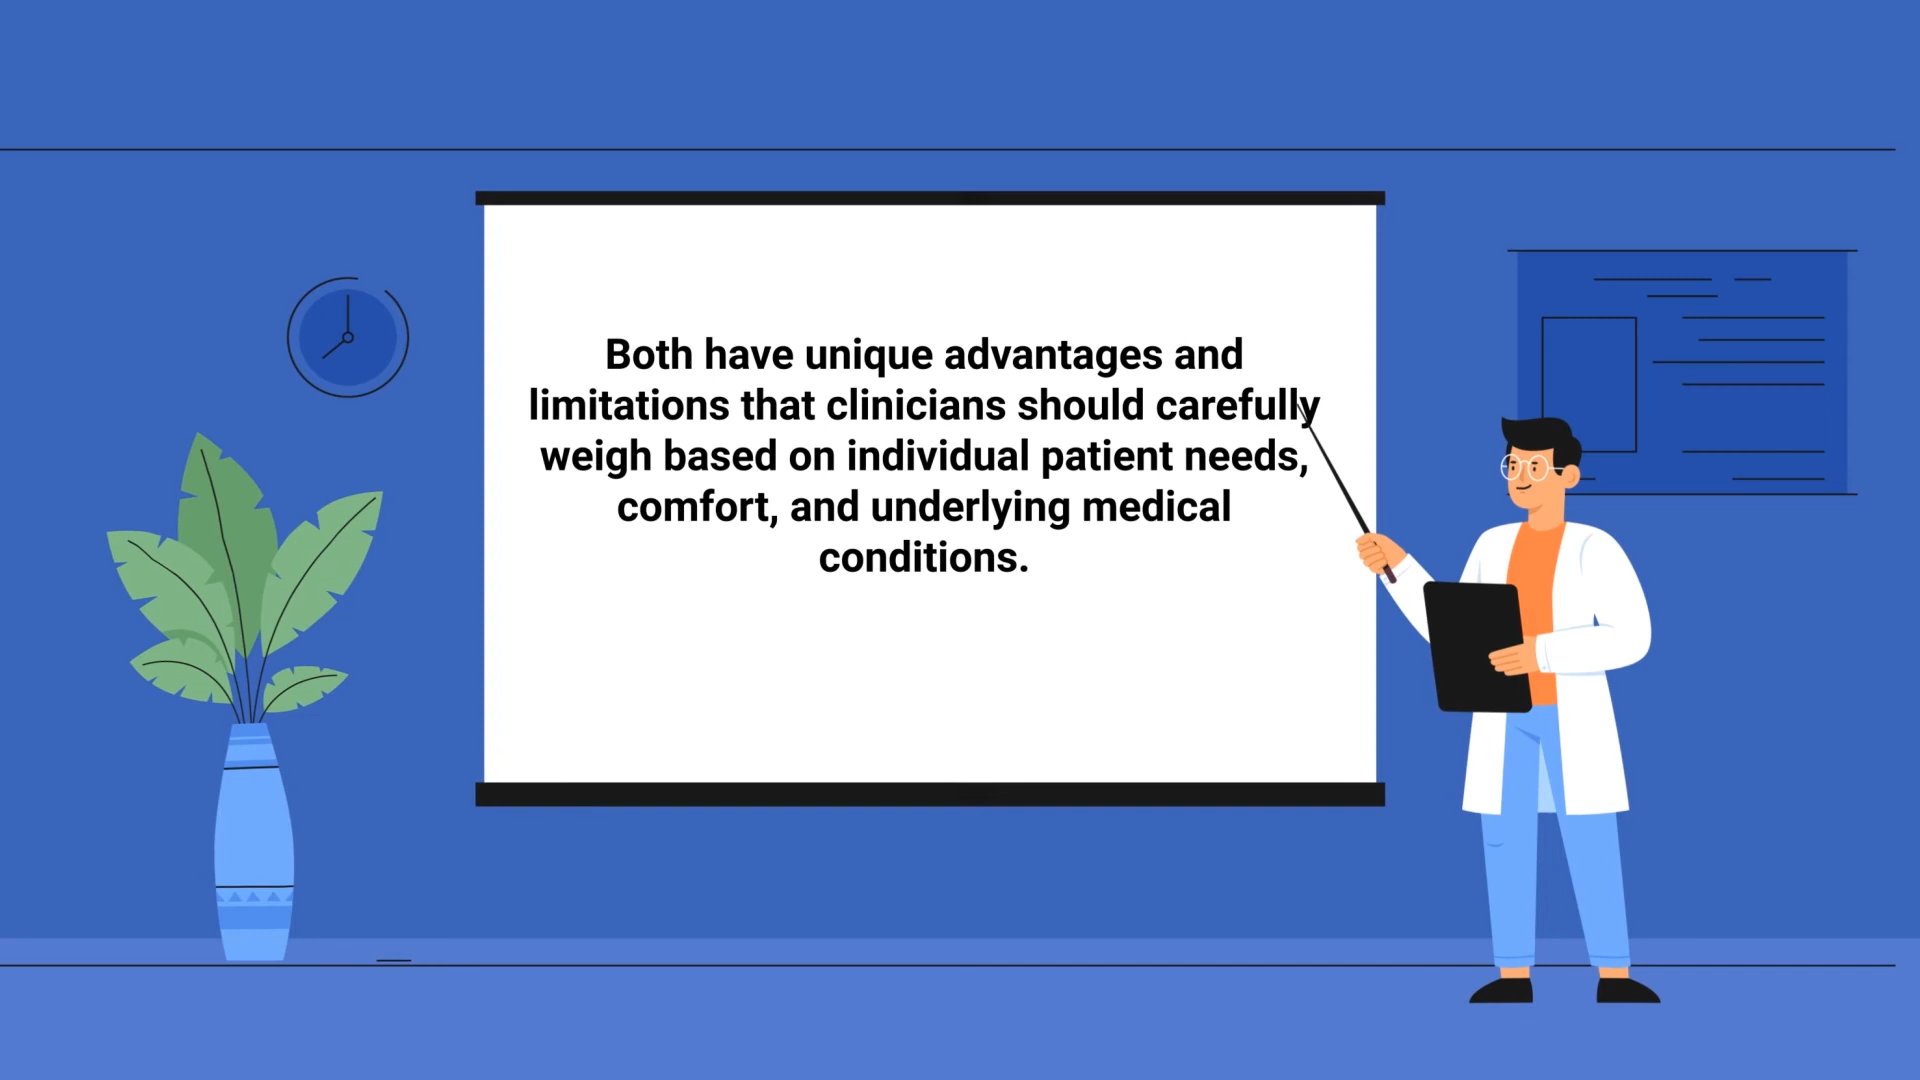 Both have unique advantages and
limitations that clinicians should carefully
weigh based on individual patient needs,
comfort, and underlying medical
conditions.